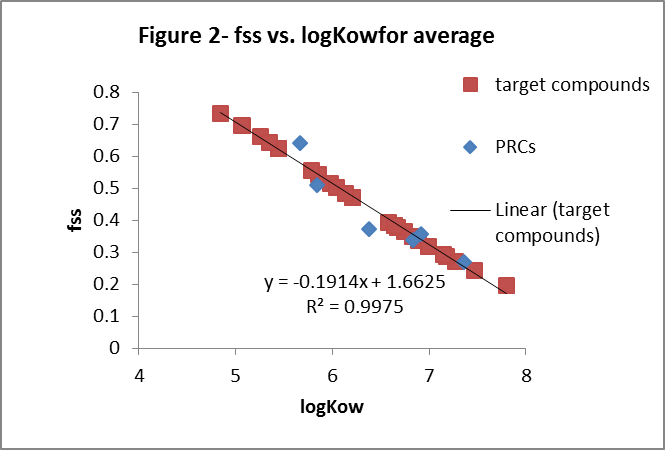 Figure 2- fss vs. logKowfor average
target compounds
PRCs
Linear (target
compounds)
fss
0.8
0.7
0.6
0.5
0.4
0.3
0.2
0.1
0
y = -0.1914x + 1.6625
R² = 0.9975
4 5 6 7 8
logKow